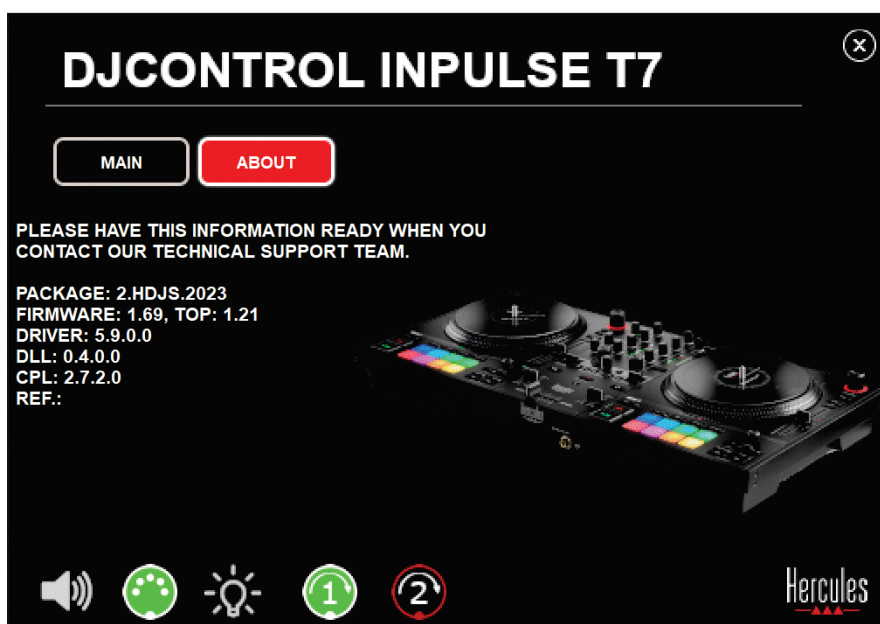 DJCONTROL INPULSE T7
MAIN
ABOUT
PLEASE HAVE THIS INFORMATION READY WHEN YOU
CONTACT OUR TECHNICAL SUPPORT TEAM.
PACKAGE: 2.HDJS.2023
FIRMWARE: 1.69, TOP: 1.21
DRIVER: 5.9.0.0
DLL: 0.4.0.0
CPL: 2.7.2.0
REF.:
1
2
Hercules